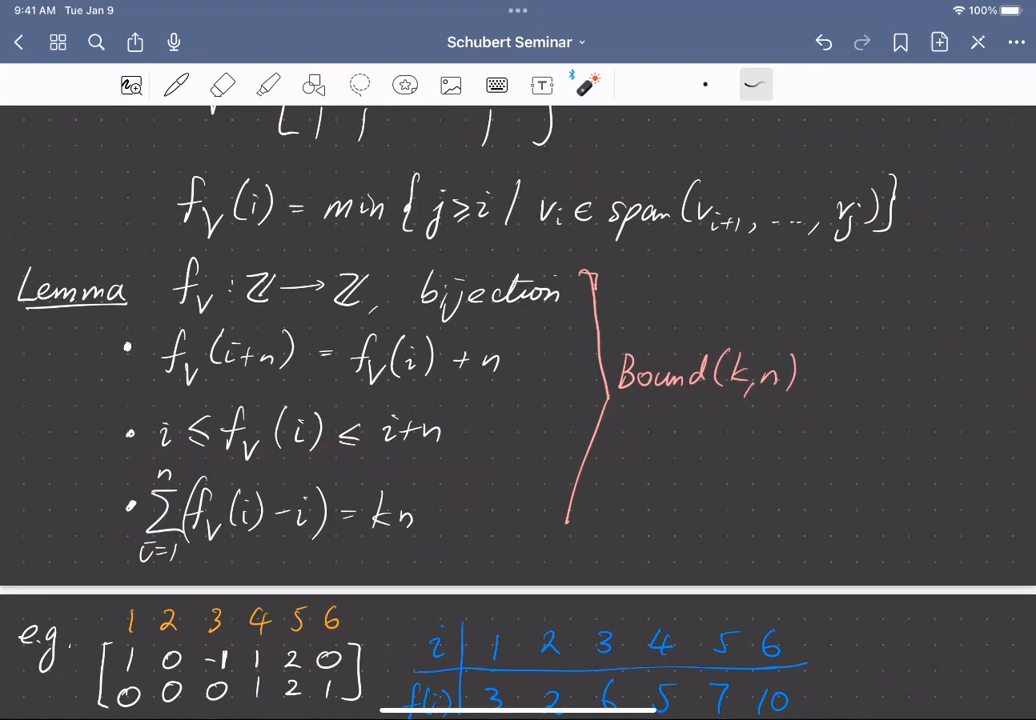 9:41 AM Tue Jan 9
100%
Schubert Seminar
f_V(i) = min{j ≥ i / v_i ∈ span(v_{i+1}, ..., v_j)}
Lemma f_V : ℤ → ℤ, bijection
• f_V(i+n) = f_V(i) + n
Bound(k,n)
• i ≤ f_V(i) ≤ i+n
• ∑_{i=1}^{n} (f_V(i) - i) = kn
e.g.
1 2 3 4 5 6
[1 0 -1 1 2 0]
[0 0 0 1 2 1]
i | 1 2 3 4 5 6
f(i) | 3 2 6 5 7 10